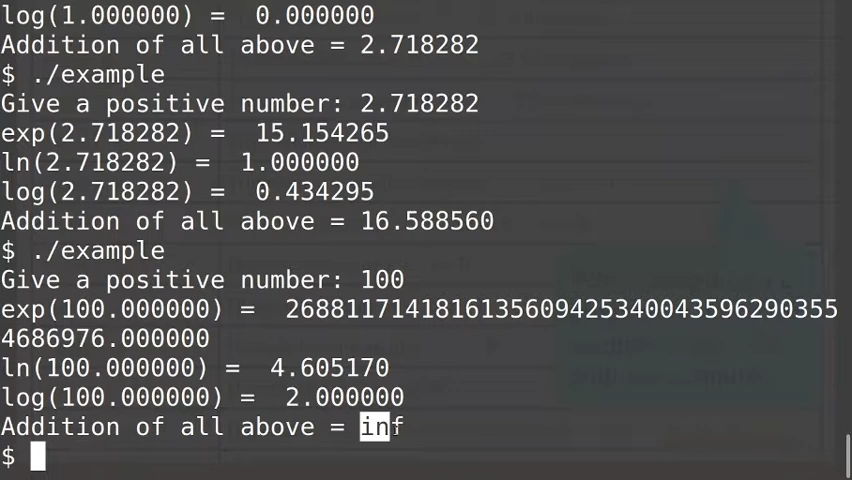 log(1.000000) =  0.000000
Addition of all above = 2.718282
$ ./example
Give a positive number: 2.718282
exp(2.718282) =  15.154265
ln(2.718282) =  1.000000
log(2.718282) =  0.434295
Addition of all above = 16.588560
$ ./example
Give a positive number: 100
exp(100.000000) =  2688117141816135609425340043596290355
4686976.000000
ln(100.000000) =  4.605170
log(100.000000) =  2.000000
Addition of all above = inf
$